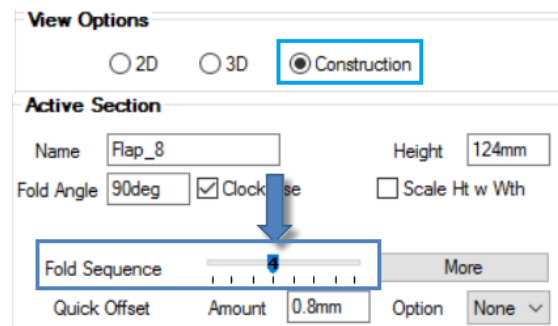 View Options
2D 3D Construction
Active Section
Name Flap_8 Height 124mm
Fold Angle 90deg Clock se Scale Ht w Wth
Fold Sequence 4 More
Quick Offset Amount 0.8mm Option None